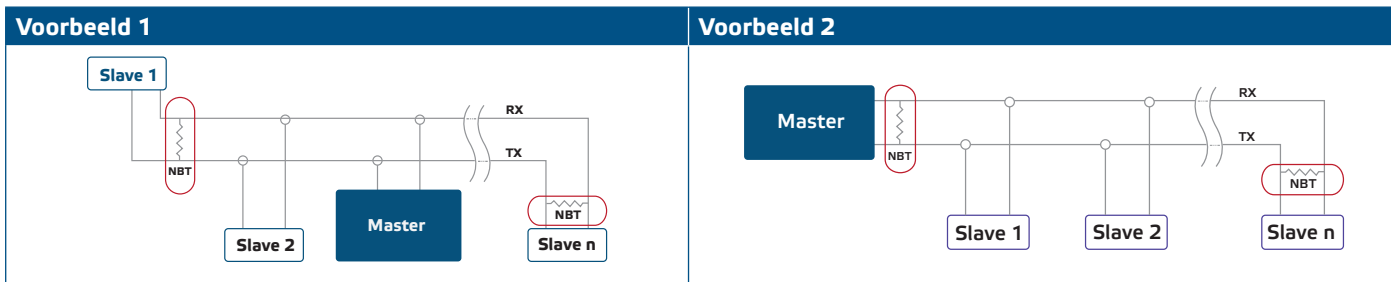 Voorbeeld 1
Slave 1
RX
TX
NBT
NBT
Slave 2
Master
Slave n
Voorbeeld 2
Master
RX
TX
NBT
NBT
Slave 1
Slave 2
Slave n